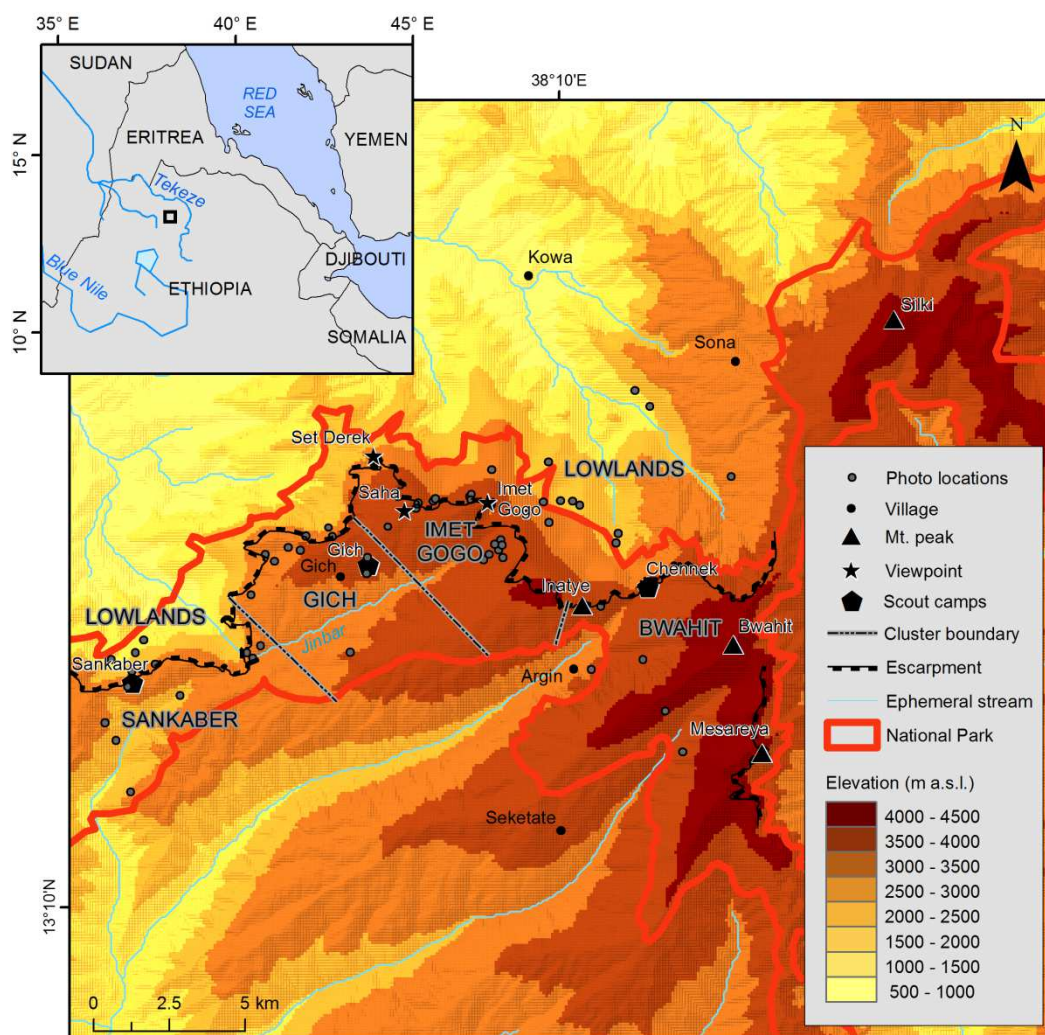 35° E
40° E
45° E
SUDAN
RED
SEA
ERITREA
YEMEN
15° N
Tekeze
Blue Nile
ETHIOPIA
DJIBOUTI
10° N
SOMALIA
38°10'E
N
Kowa
Silki
Sona
Set Derek
LOWLANDS
Saha
Imet
Gogo
IMET
GOGO
Gich
Gich
GICH
Chennek
Inatye
LOWLANDS
Jinbar
BWAHIT
Bwahit
Sankaber
Argin
SANKABER
Mesareya
Seketate
13°10'N
0
2.5
5 km
Photo locations
Village
Mt. peak
Viewpoint
Scout camps
Cluster boundary
Escarpment
Ephemeral stream
National Park
Elevation (m a.s.l.)
4000 - 4500
3500 - 4000
3000 - 3500
2500 - 3000
2000 - 2500
1500 - 2000
1000 - 1500
500 - 1000